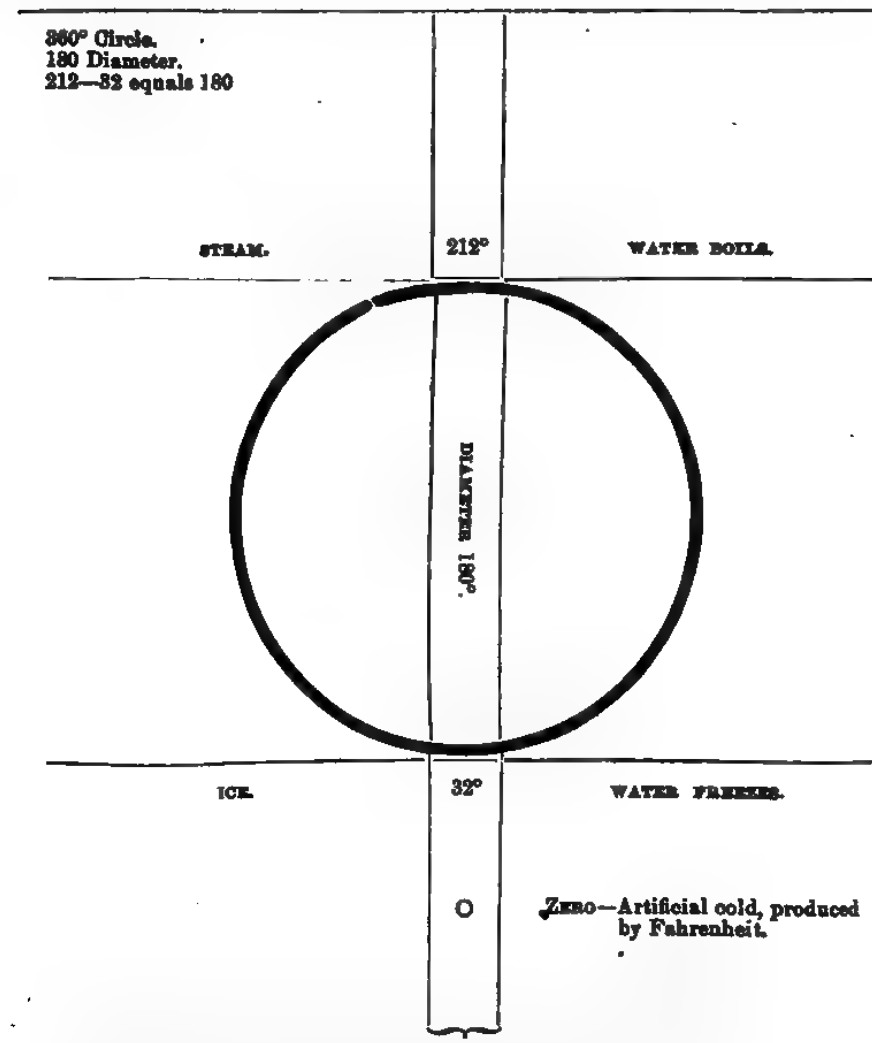 360° Circle.
180 Diameter.
212—32 equals 180
STEAM. 212° WATER BOILS.
DIAMETER 180°.
ICE. 32° WATER FREEZES.
O ZERO—Artificial cold, produced
by Fahrenheit.